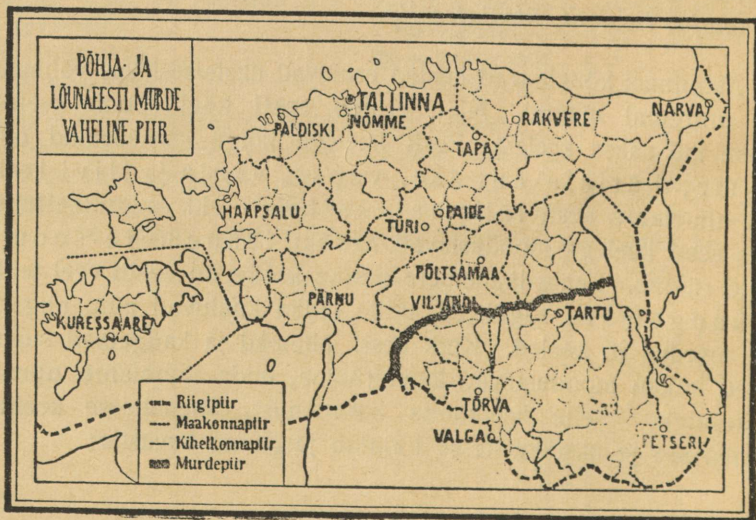 PÕHJA- JA
LÕUNAEESTI MURDE
VAHELINE PIIR
TALLINNA
NÕMME
PALDISKI
RAKVERE
NARVA
TAPA
HAAPSALU
PAIDE
TÜRI
PÕLTSAMAA
VILJANDI
PÄRNU
TARTU
KURESSAARE
TÕRVA
VALGA
PETSERI
Riigipiir
Maakonnapiir
Kihelkonnapiir
Murdepiir